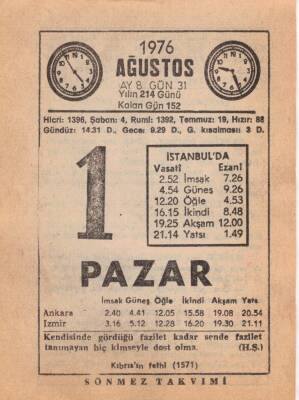 1976
AĞUSTOS
AY 8 GÜN 31
Yılın 214 Günü
Kalan Gün 152
Hicri: 1396, Şaban: 4, Rumi: 1392, Temmuz: 19, Hızır: 88
Gündüz: 14.31 D., Gece: 9.29 D., G. kısalması: 3 D.
1
İSTANBUL'DA
Vasati Ezanî
2.52 İmsak 7.26
4.54 Güneş 9.26
12.20 Öğle 4.53
16.15 İkindi 8.48
19.25 Akşam 12.00
21.14 Yatsı 1.49
PAZAR
İmsak Güneş Öğle İkindi Akşam Yats.
Ankara 2.40 4.41 12.05 15.58 19.08 20.54
İzmir 3.16 5.12 12.28 16.20 19.30 21.11
Kendisinde gördüğü fazilet kadar sende fazilet
tanımayan hiç kimseyle dost olma. (H.Ş.)
Kıbrıs'ın fethi (1571)
SÖNMEZ TAKVİMİ